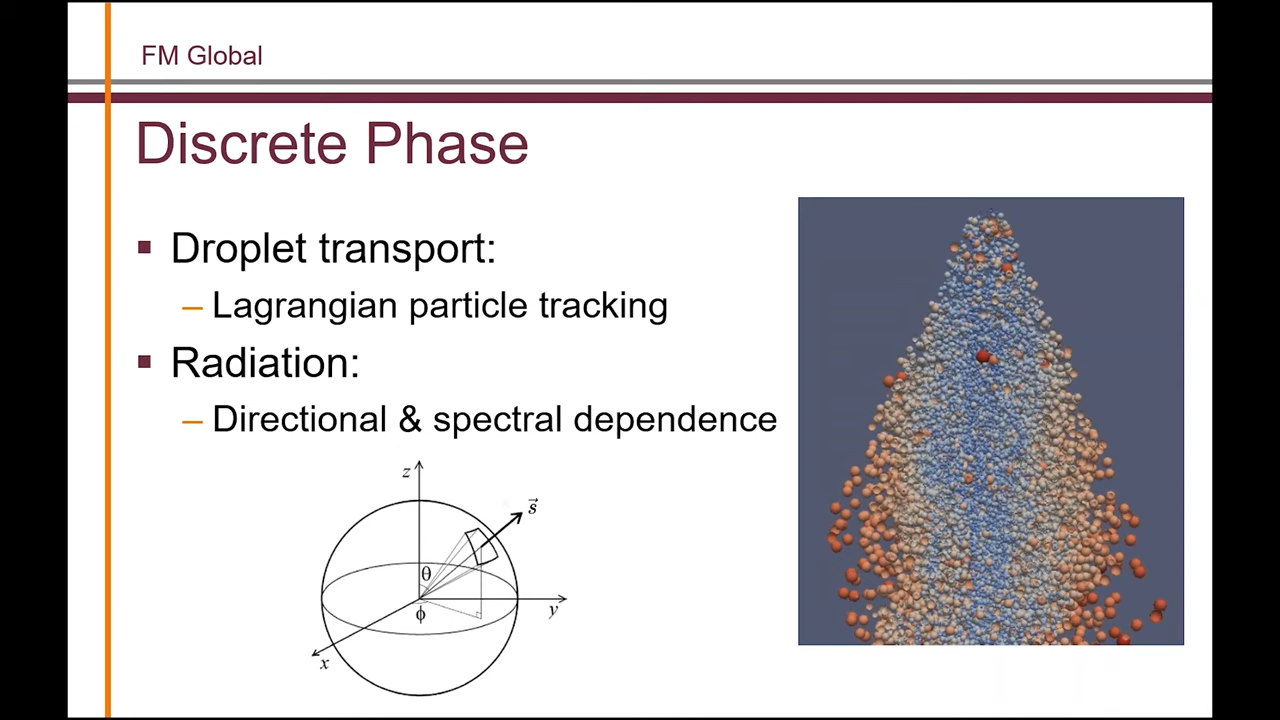 FM Global
Discrete Phase
Droplet transport:
– Lagrangian particle tracking
Radiation:
– Directional & spectral dependence
z
s⃗
θ
ϕ
y
x